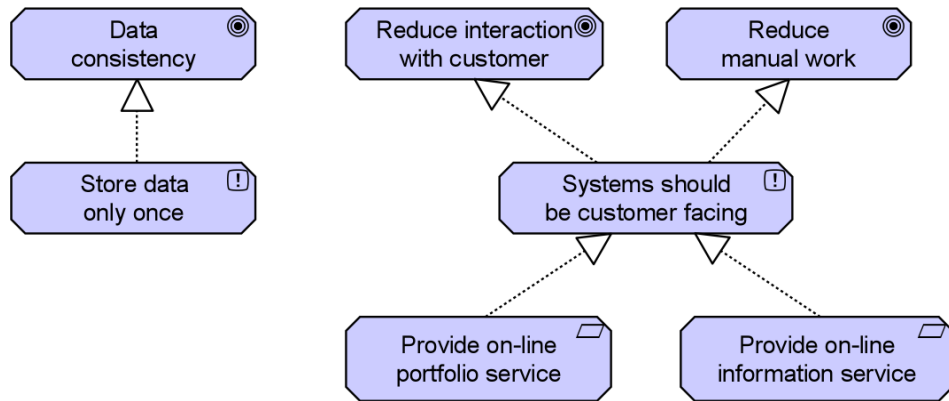 Data
consistency
Reduce interaction
with customer
Reduce
manual work
Store data
only once
Systems should
be customer facing
Provide on-line
portfolio service
Provide on-line
information service